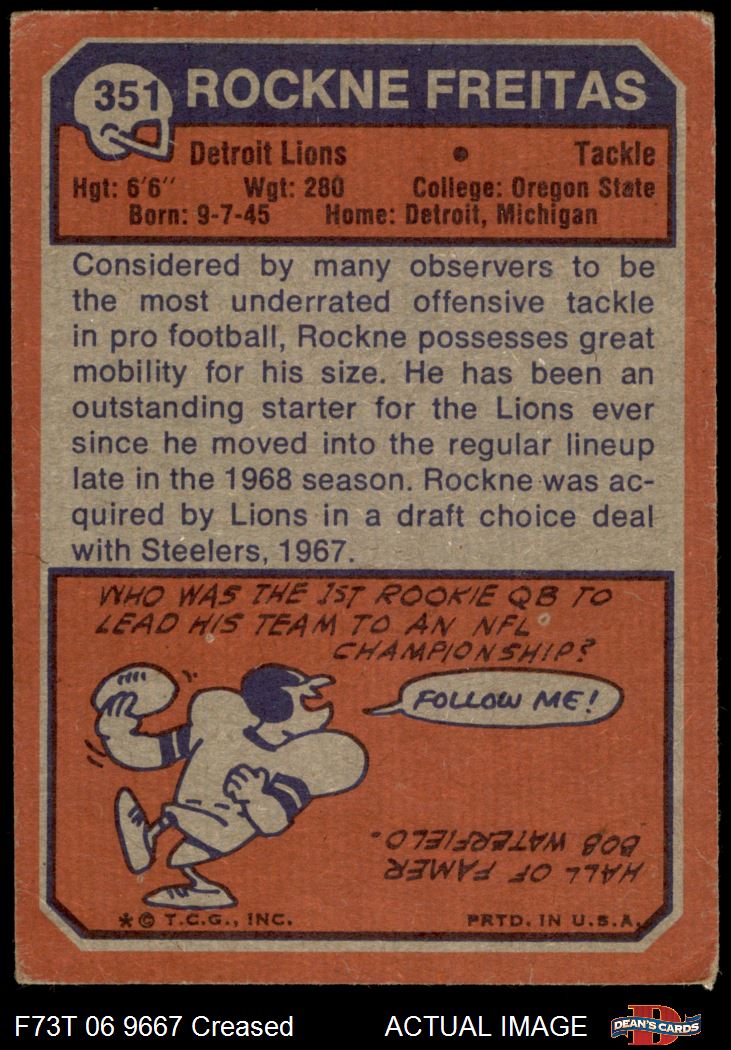 351 ROCKNE FREITAS
Detroit Lions • Tackle
Hgt: 6'6" Wgt: 280 College: Oregon State
Born: 9-7-45 Home: Detroit, Michigan
Considered by many observers to be
the most underrated offensive tackle
in pro football, Rockne possesses great
mobility for his size. He has been an
outstanding starter for the Lions ever
since he moved into the regular lineup
late in the 1968 season. Rockne was ac-
quired by Lions in a draft choice deal
with Steelers, 1967.
WHO WAS THE 1ST ROOKIE QB TO
LEAD HIS TEAM TO AN NFL
CHAMPIONSHIP?
FOLLOW ME!
HALL OF FAMER
BOB WATERFIELD.
* © T.C.G., INC. PRTD. IN U.S.A.
F73T 06 9667 Creased ACTUAL IMAGE D DEAN'S CARDS